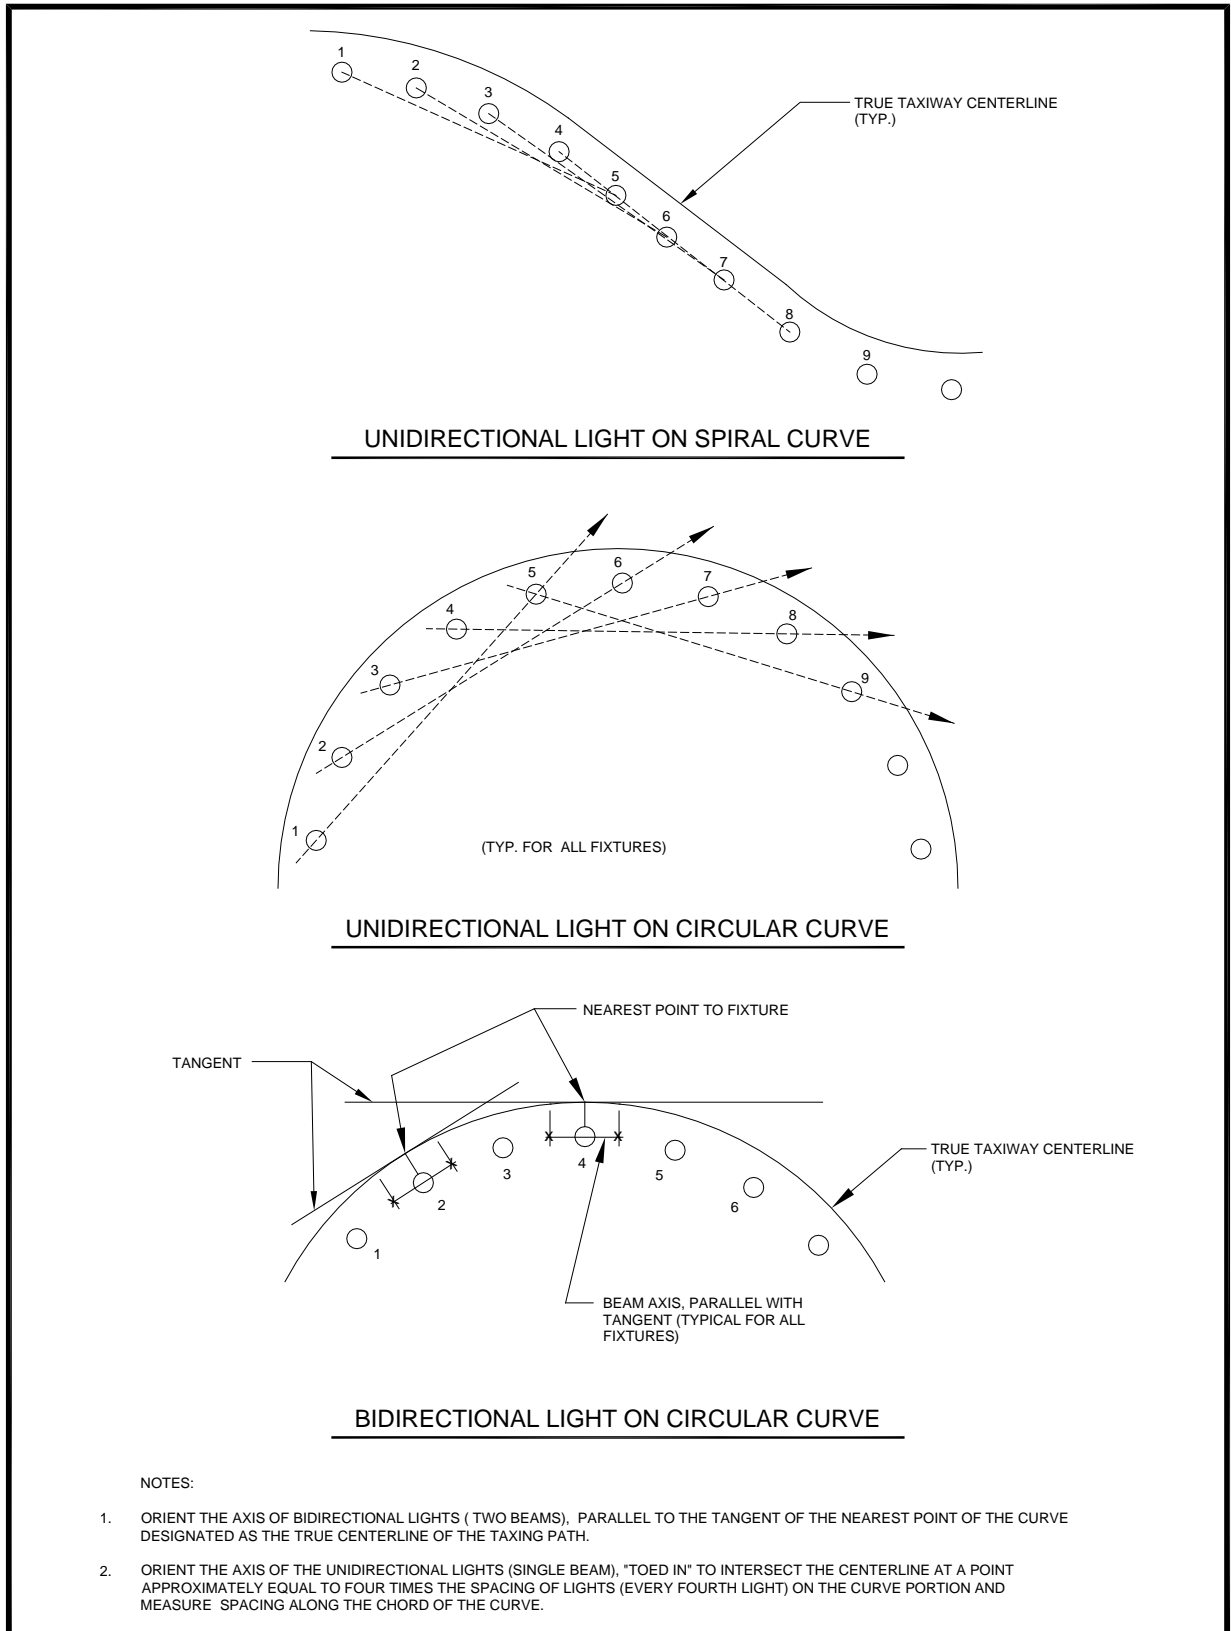 1
2
3
4
5
6
7
8
9
TRUE TAXIWAY CENTERLINE
(TYP.)
UNIDIRECTIONAL LIGHT ON SPIRAL CURVE
1
2
3
4
5
6
7
8
9
(TYP. FOR ALL FIXTURES)
UNIDIRECTIONAL LIGHT ON CIRCULAR CURVE
NEAREST POINT TO FIXTURE
TANGENT
TRUE TAXIWAY CENTERLINE
(TYP.)
1
2
3
4
5
6
X
X
X
X
BEAM AXIS, PARALLEL WITH
TANGENT (TYPICAL FOR ALL
FIXTURES)
BIDIRECTIONAL LIGHT ON CIRCULAR CURVE
NOTES:
1. ORIENT THE AXIS OF BIDIRECTIONAL LIGHTS ( TWO BEAMS), PARALLEL TO THE TANGENT OF THE NEAREST POINT OF THE CURVE
DESIGNATED AS THE TRUE CENTERLINE OF THE TAXING PATH.
2. ORIENT THE AXIS OF THE UNIDIRECTIONAL LIGHTS (SINGLE BEAM), "TOED IN" TO INTERSECT THE CENTERLINE AT A POINT
APPROXIMATELY EQUAL TO FOUR TIMES THE SPACING OF LIGHTS (EVERY FOURTH LIGHT) ON THE CURVE PORTION AND
MEASURE SPACING ALONG THE CHORD OF THE CURVE.